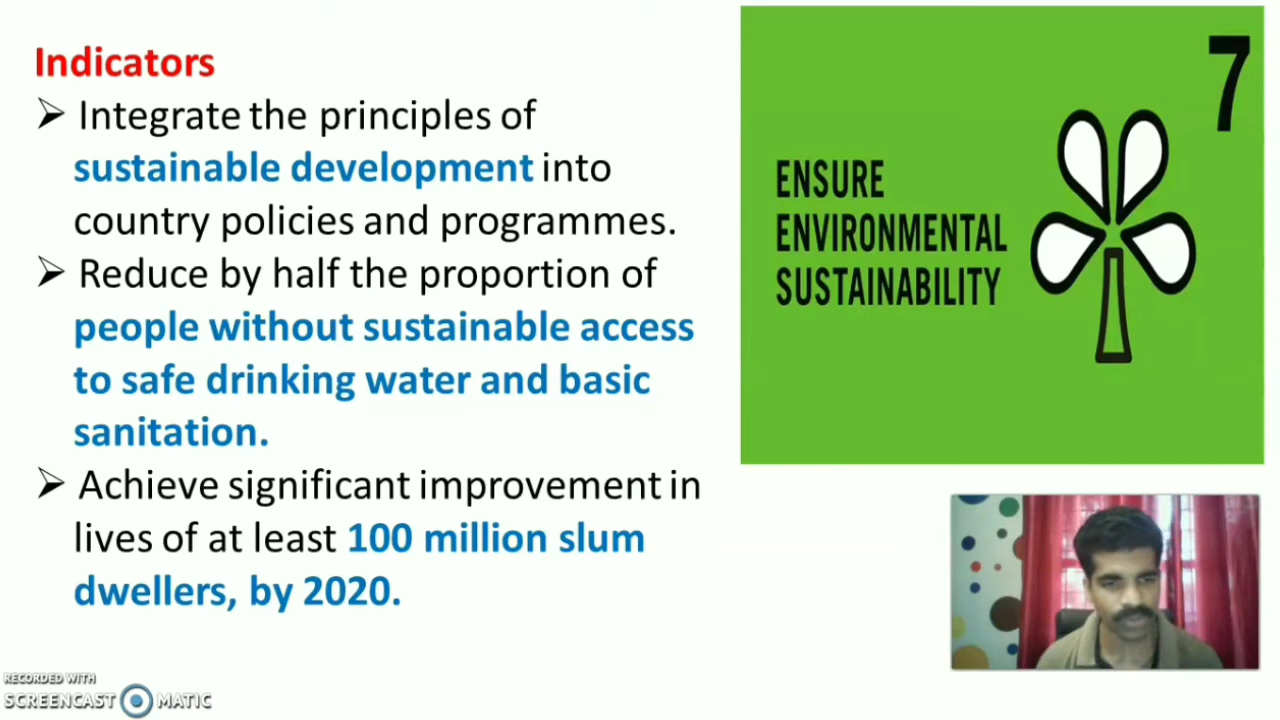 Indicators
➢ Integrate the principles of
sustainable development into
country policies and programmes.
➢ Reduce by half the proportion of
people without sustainable access
to safe drinking water and basic
sanitation.
➢ Achieve significant improvement in
lives of at least 100 million slum
dwellers, by 2020.
7
ENSURE
ENVIRONMENTAL
SUSTAINABILITY
RECORDED WITH
SCREENCAST MATIC